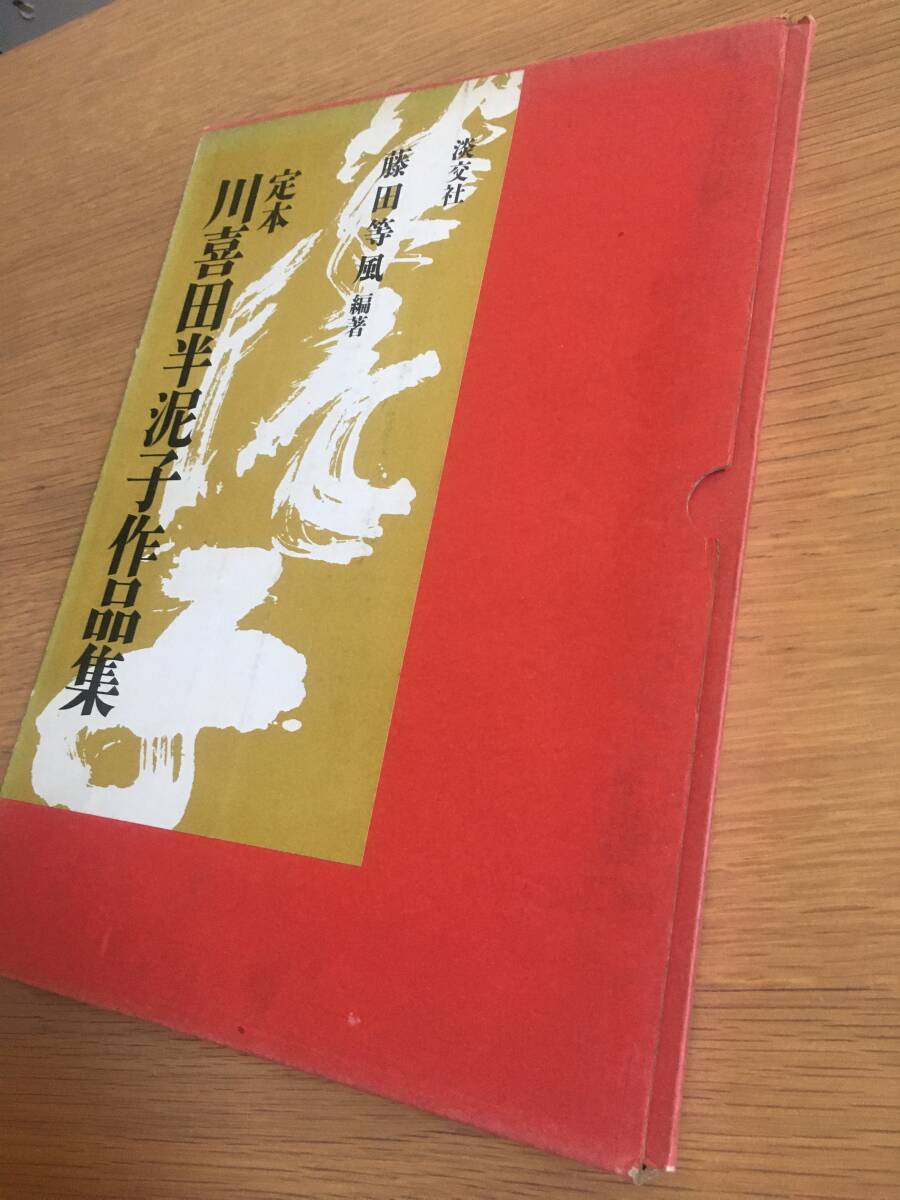 淡交社
藤田等風 編著
定本
川喜田半泥子作品集